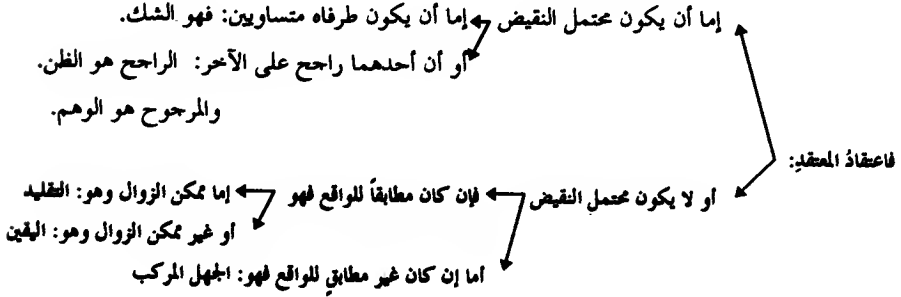 إما أن يكون محتمل النقيض إما أن يكون طرفاه متساويين: فهو الشك.
أو أن أحدهما راجح على الآخر: الراجح هو الظن.
والمرجوح هو الوهم.
فاعتقادُ المعتقدِ:
أو لا يكون محتمل النقيض فإن كان مطابقاً للواقع فهو إما ممكن الزوال وهو: التقليد
أو غير ممكن الزوال وهو: اليقين
أما إن كان غير مطابقٍ للواقع فهو: الجهل المركب